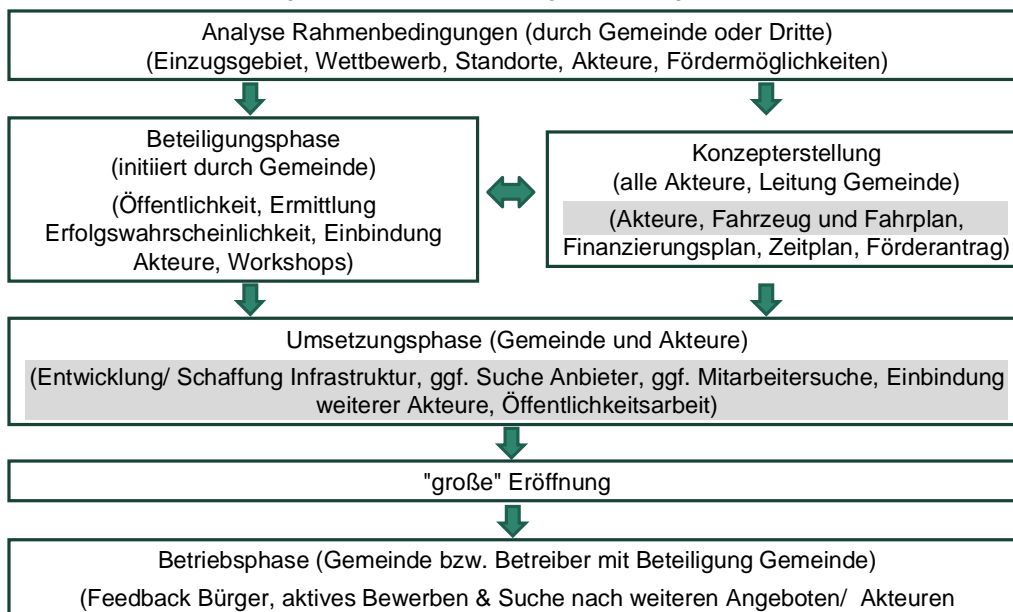 Analyse Rahmenbedingungen (durch Gemeinde oder Dritte)
(Einzugsgebiet, Wettbewerb, Standorte, Akteure, Fördermöglichkeiten)
Beteiligungsphase
(initiiert durch Gemeinde)
(Öffentlichkeit, Ermittlung
Erfolgswahrscheinlichkeit, Einbindung
Akteure, Workshops)
Konzepterstellung
(alle Akteure, Leitung Gemeinde)
(Akteure, Fahrzeug und Fahrplan,
Finanzierungsplan, Zeitplan, Förderantrag)
Umsetzungsphase (Gemeinde und Akteure)
(Entwicklung/ Schaffung Infrastruktur, ggf. Suche Anbieter, ggf. Mitarbeitersuche, Einbindung
weiterer Akteure, Öffentlichkeitsarbeit)
"große" Eröffnung
Betriebsphase (Gemeinde bzw. Betreiber mit Beteiligung Gemeinde)
(Feedback Bürger, aktives Bewerben & Suche nach weiteren Angeboten/ Akteuren